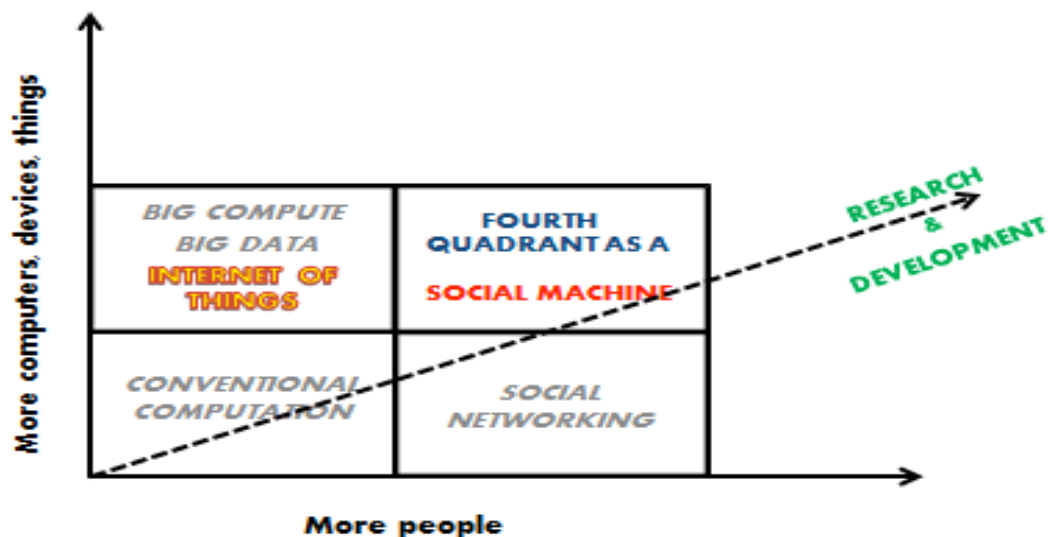 More computers, devices, things
BIG COMPUTE
BIG DATA
INTERNET OF
THINGS
FOURTH
QUADRANT AS A
SOCIAL MACHINE
RESEARCH
&
DEVELOPMENT
CONVENTIONAL
COMPUTATION
SOCIAL
NETWORKING
More people